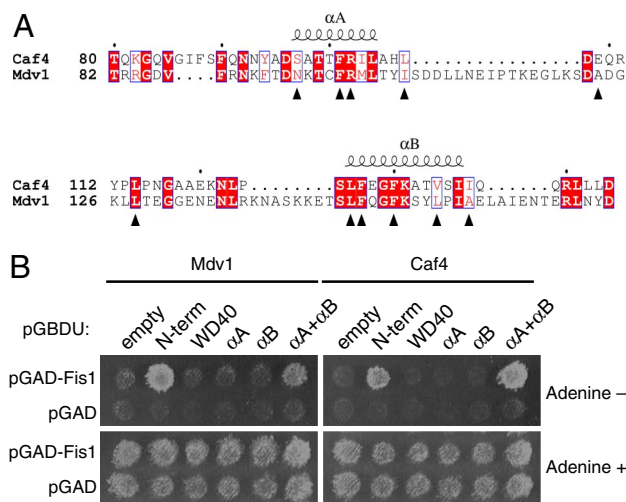 A
αA
Caf4 80 TQKGQVGIFSFQNNYADSATTFRILAHL................DEQR
Mdv1 82 TRRGDV....FRNKFTDNKTCFRMLTYISDDLLNEIPTKEGLKSDADG
αB
Caf4 112 YPLPNGAAEKNLP........SLFEGFKATVSIIQ......QRLLLD
Mdv1 126 KLLTEGGENENLRKNASKKETSLFQGFKSYLPIAELAIENTERLNYD
B
Mdv1 Caf4
pGBDU: empty N-term WD40 αA αB αA+αB empty N-term WD40 αA αB αA+αB
pGAD-Fis1
Adenine –
pGAD
pGAD-Fis1
Adenine +
pGAD